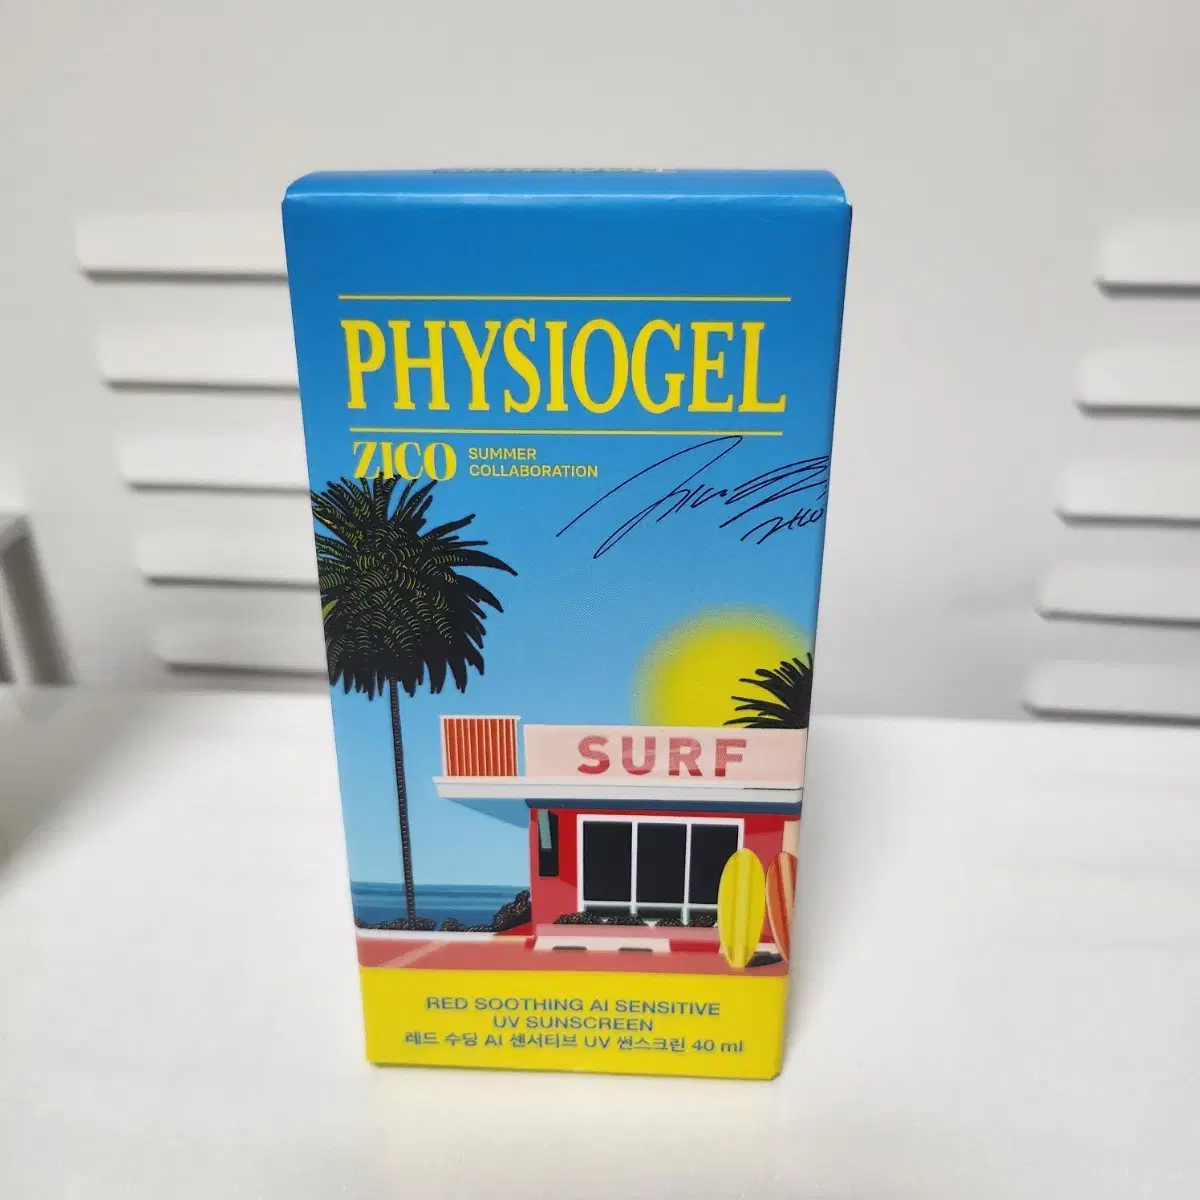 PHYSIOGEL
ZICO
SUMMER
COLLABORATION
ZICO
SURF
RED SOOTHING AI SENSITIVE
UV SUNSCREEN
레드 수딩 AI 센서티브 UV 썬스크린 40 ml